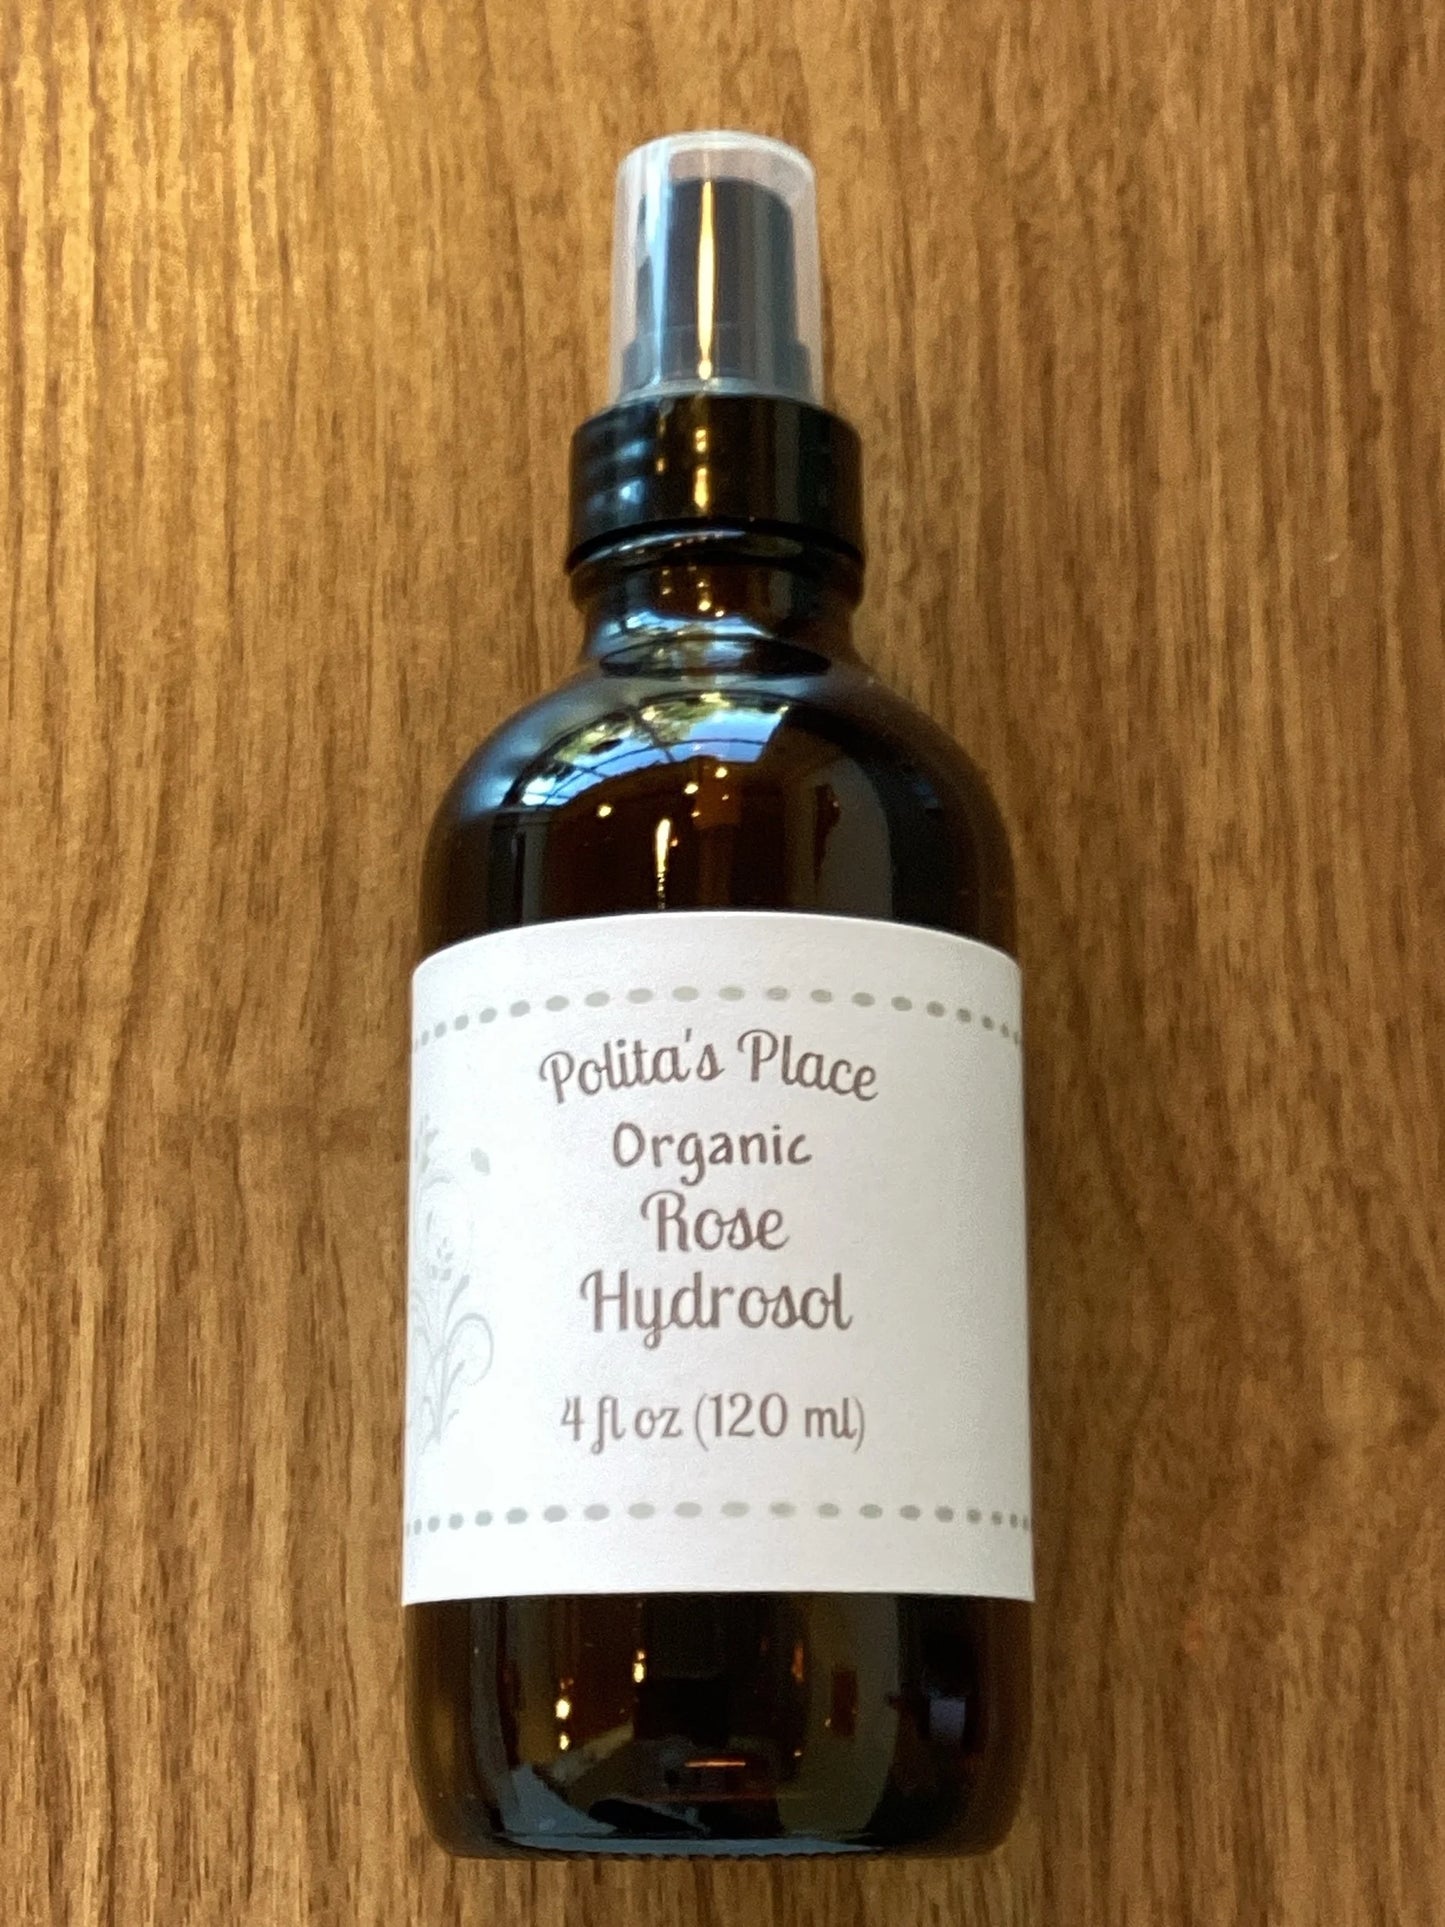 Polita's Place
Organic
Rose
Hydrosol
4 fl oz (120 ml)